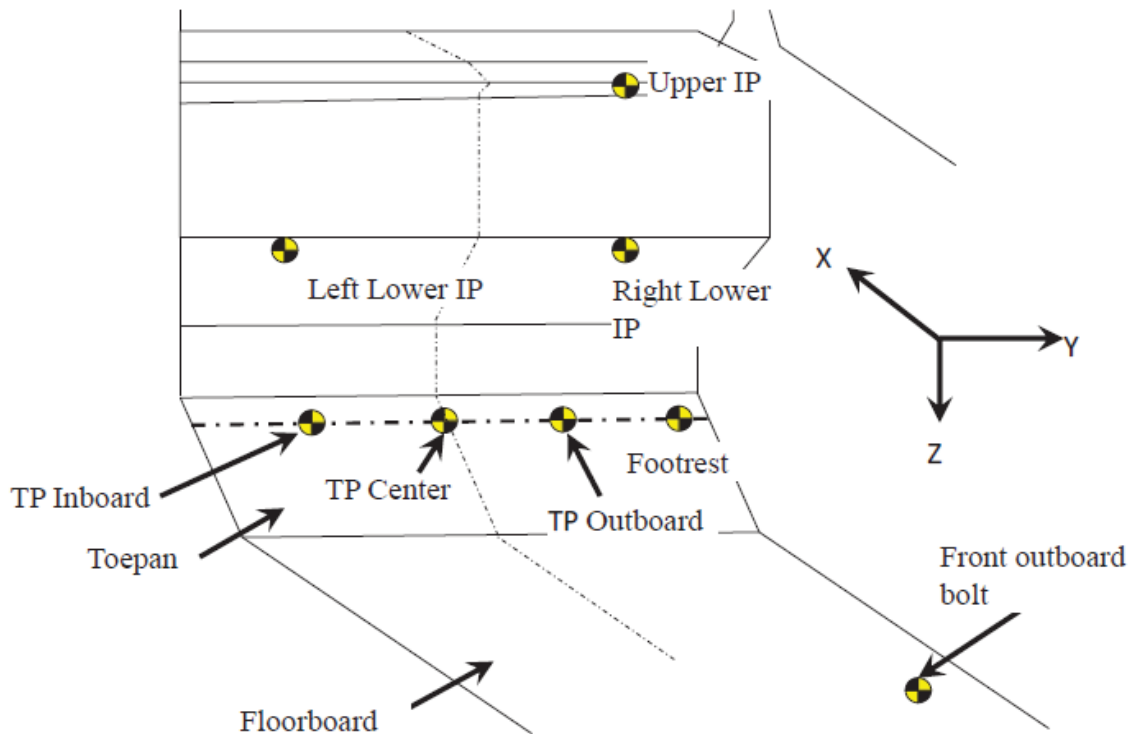 Upper IP
X
Left Lower IP
Right Lower
IP
Y
Z
Footrest
TP Inboard
TP Center
TP Outboard
Toepan
Front outboard
bolt
Floorboard